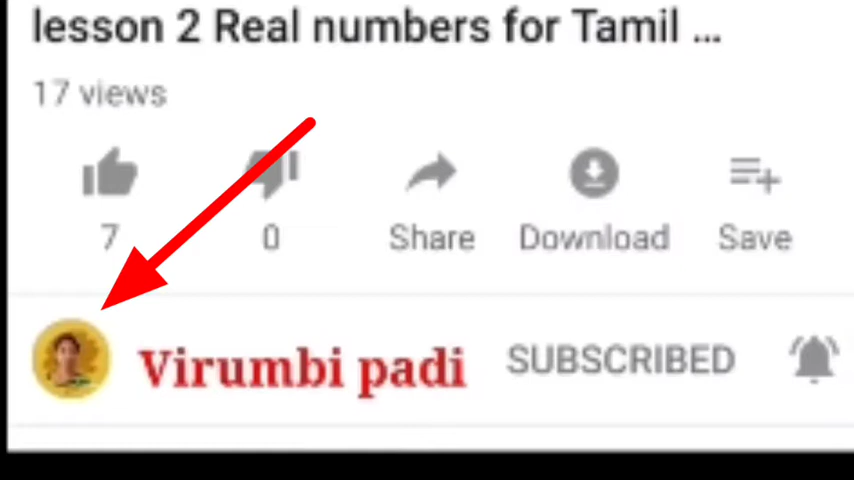 lesson 2 Real numbers for Tamil ...
17 views
7 0 Share Download Save
Virumbi padi SUBSCRIBED